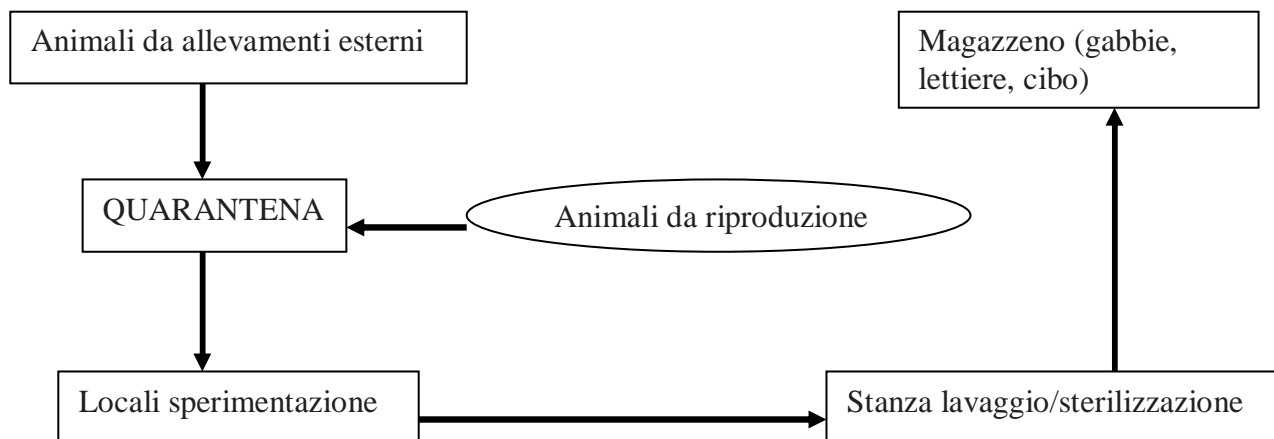 Animali da allevamenti esterni
Magazzeno (gabbie,
lettiere, cibo)
QUARANTENA
Animali da riproduzione
Locali sperimentazione
Stanza lavaggio/sterilizzazione